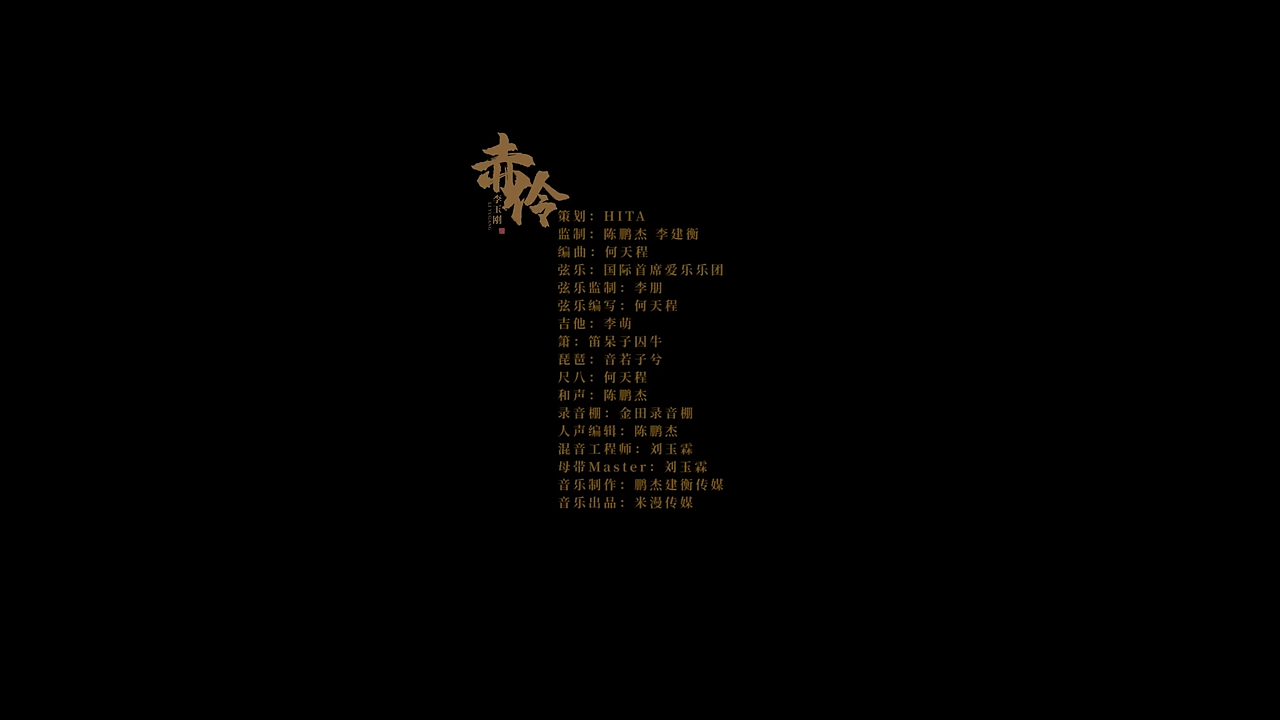 赤伶
李玉刚
LI YUGANG
策划：HITA
监制：陈鹏杰 李建衡
编曲：何天程
弦乐：国际首席爱乐乐团
弦乐监制：李朋
弦乐编写：何天程
吉他：李萌
箫：笛呆子囚牛
琵琶：音若子兮
尺八：何天程
和声：陈鹏杰
录音棚：金田录音棚
人声编辑：陈鹏杰
混音工程师：刘玉霖
母带Master：刘玉霖
音乐制作：鹏杰建衡传媒
音乐出品：米漫传媒